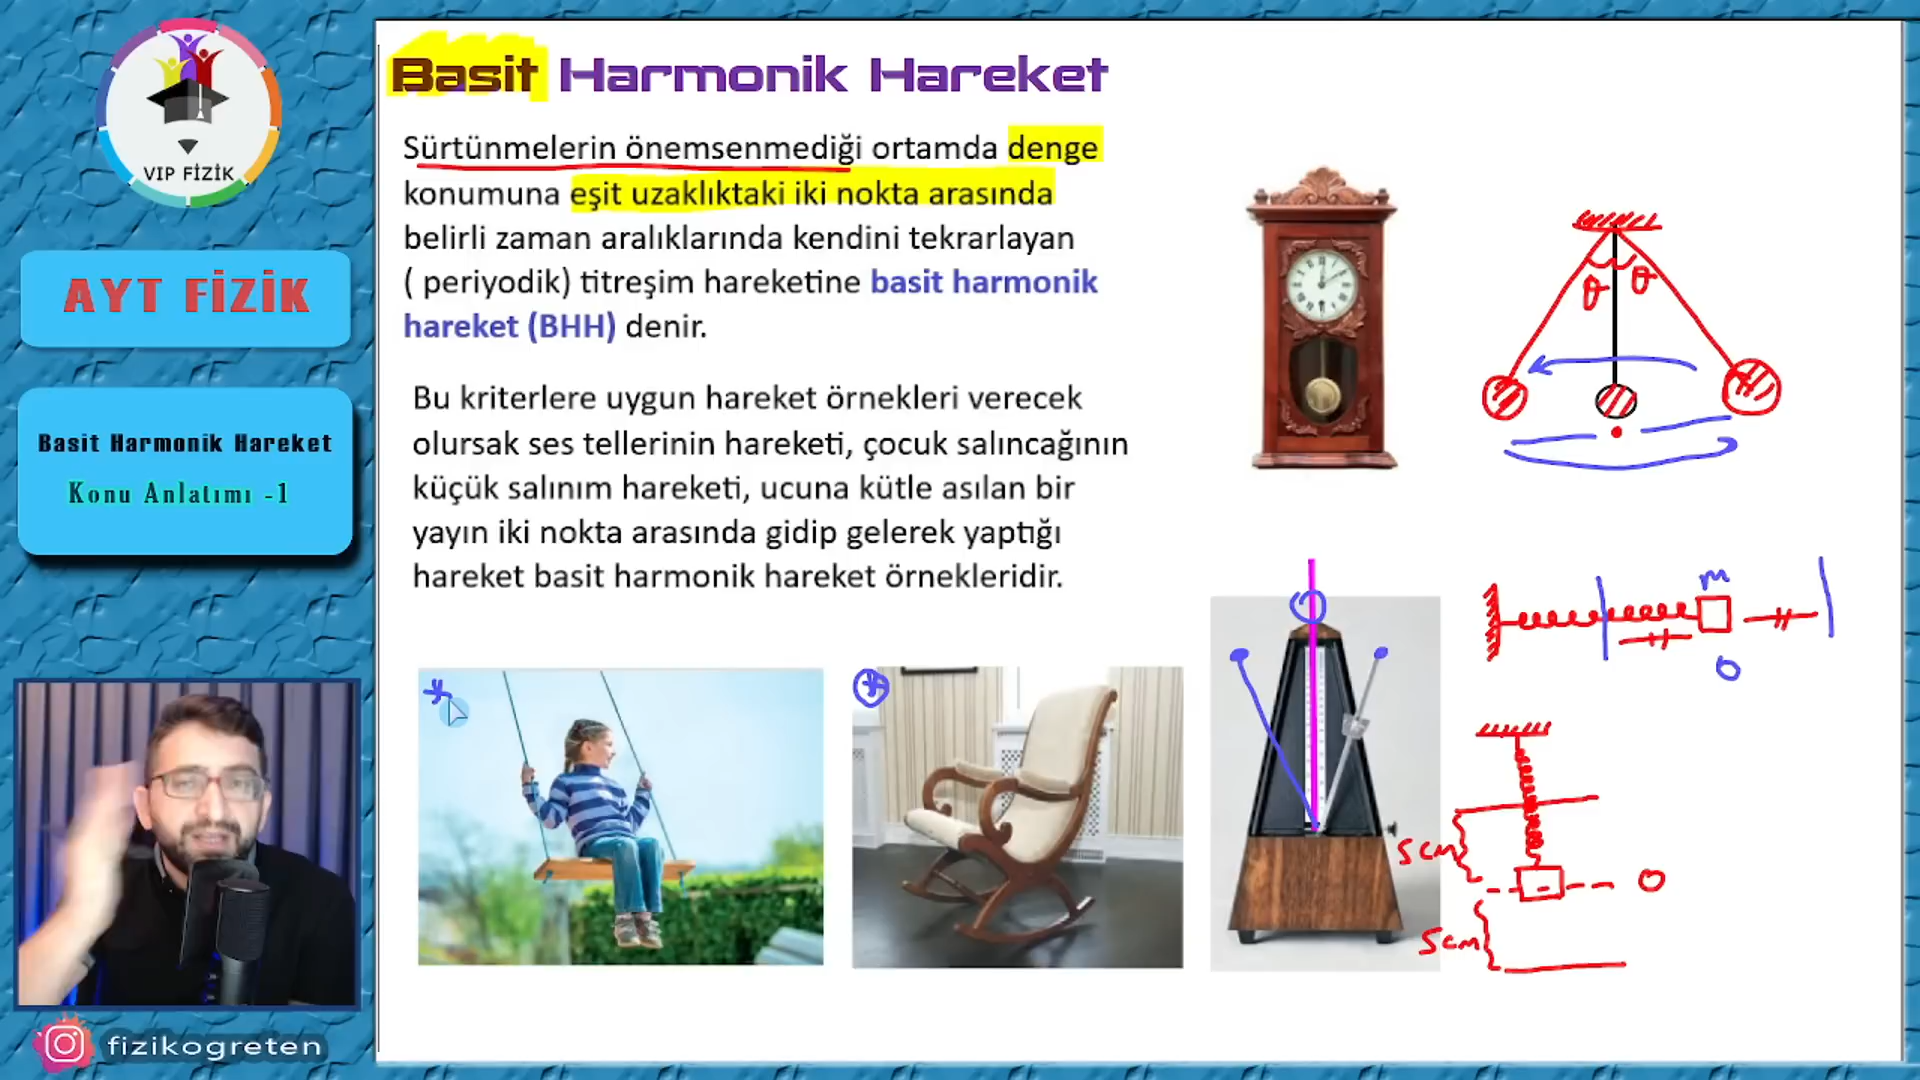 VIP FİZİK
AYT FİZİK
Basit Harmonik Hareket
Konu Anlatımı -1
fizikogreten
Basit Harmonik Hareket
Sürtünmelerin önemsenmediği ortamda denge
konumuna eşit uzaklıktaki iki nokta arasında
belirli zaman aralıklarında kendini tekrarlayan
( periyodik) titreşim hareketine basit harmonik
hareket (BHH) denir.
Bu kriterlere uygun hareket örnekleri verecek
olursak ses tellerinin hareketi, çocuk salıncağının
küçük salınım hareketi, ucuna kütle asılan bir
yayın iki nokta arasında gidip gelerek yaptığı
hareket basit harmonik hareket örnekleridir.
θ θ
m
O
5cm
O
5cm